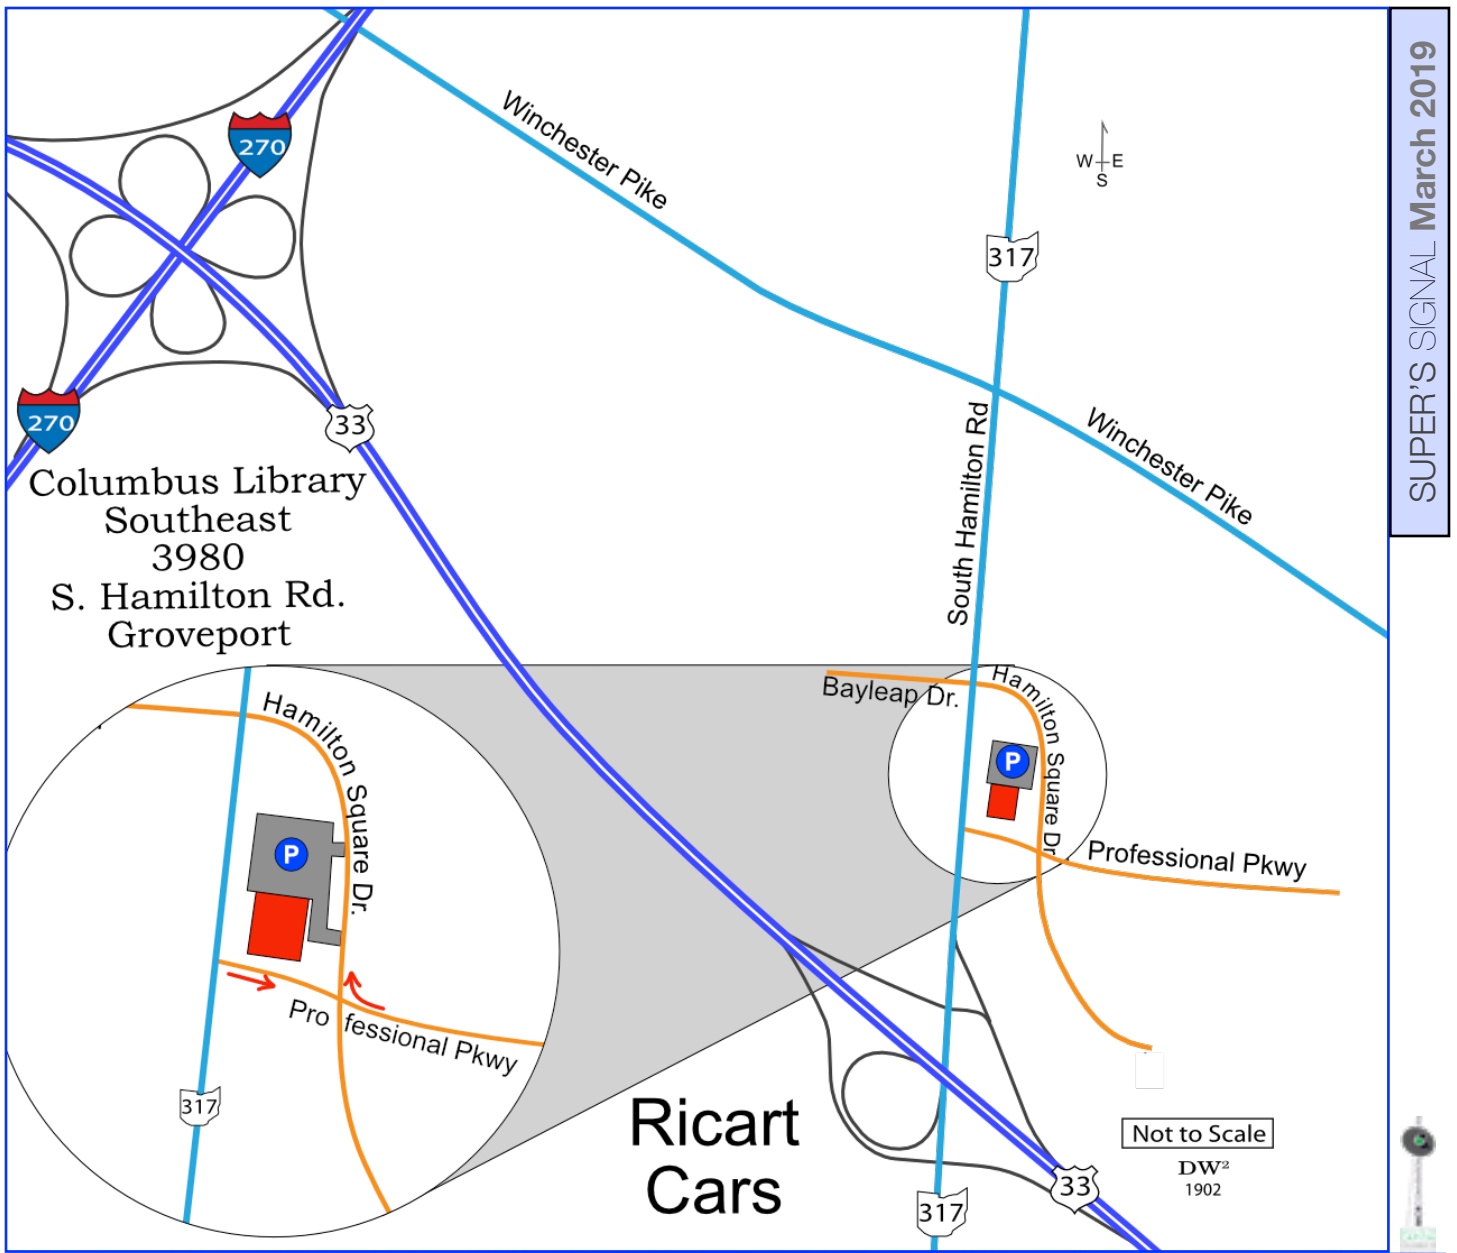 SUPER'S SIGNAL March 2019
270
Winchester Pike
W E
S
317
270
33
South Hamilton Rd
Winchester Pike
Columbus Library
Southeast
3980
S. Hamilton Rd.
Groveport
Bayleap Dr.
Hamilton Square Dr.
P
Professional Pkwy
Hamilton Square Dr.
P
Pro fessional Pkwy
317
Ricart
Cars
Not to Scale
DW²
1902
33
317